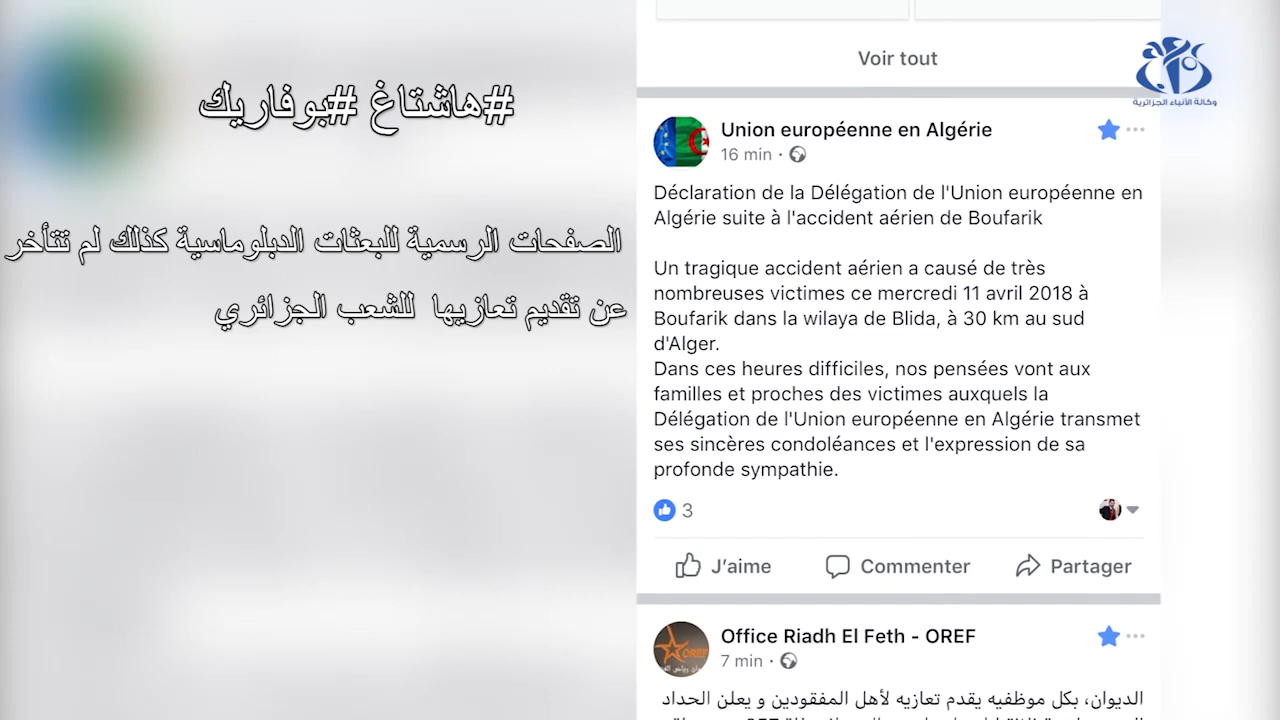 #هاشتاغ #بوفاريك
الصفحات الرسمية للبعثات الدبلوماسية كذلك لم تتأخر
عن تقديم تعازيها للشعب الجزائري
وكالة الأنباء الجزائرية
Voir tout
Union européenne en Algérie
16 min
Déclaration de la Délégation de l'Union européenne en
Algérie suite à l'accident aérien de Boufarik
Un tragique accident aérien a causé de très
nombreuses victimes ce mercredi 11 avril 2018 à
Boufarik dans la wilaya de Blida, à 30 km au sud
d'Alger.
Dans ces heures difficiles, nos pensées vont aux
familles et proches des victimes auxquels la
Délégation de l'Union européenne en Algérie transmet
ses sincères condoléances et l'expression de sa
profonde sympathie.
3
J'aime Commenter Partager
Office Riadh El Feth - OREF
7 min
OREF
الديوان، بكل موظفيه يقدم تعازيه لأهل المفقودين و يعلن الحداد